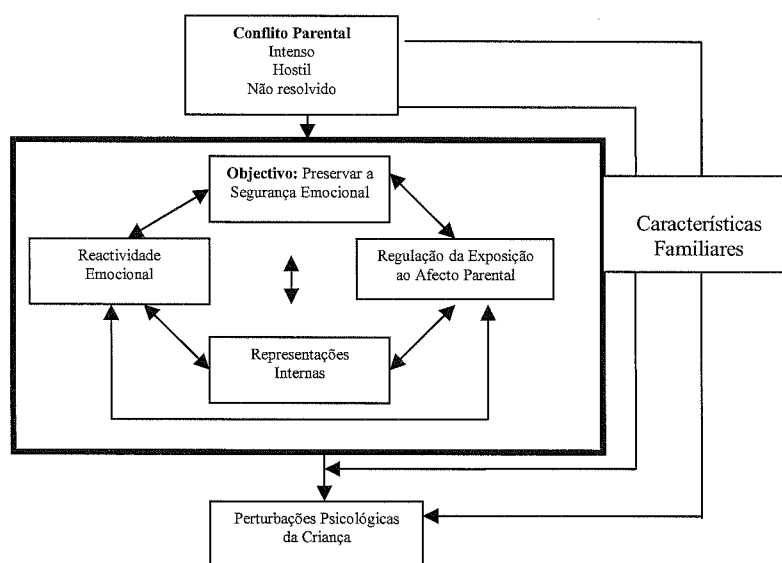 Conflito Parental
Intenso
Hostil
Não resolvido
Objectivo: Preservar a
Segurança Emocional
Características
Familiares
Reactividade
Emocional
Regulação da Exposição
ao Afecto Parental
Representações
Internas
Perturbações Psicológicas
da Criança